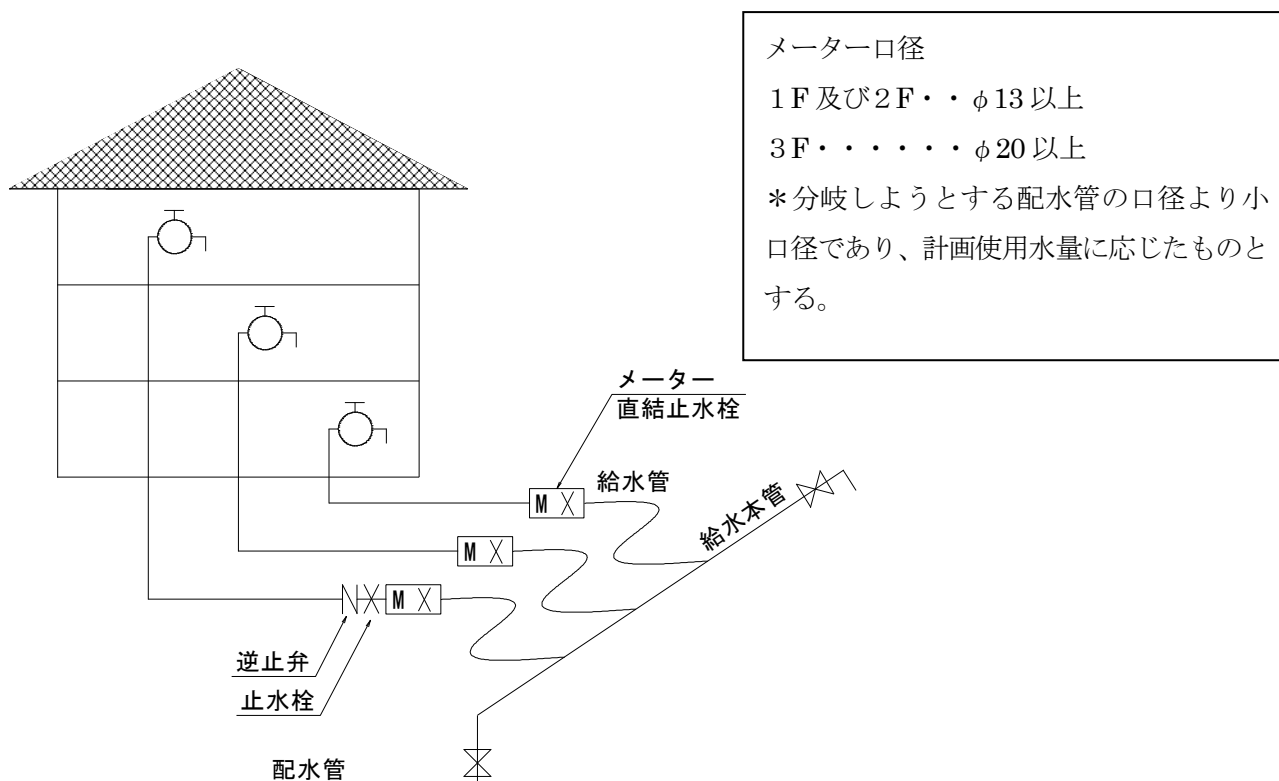 メーター口径
1F及び2F・・φ13以上
3F・・・・・・φ20以上
＊分岐しようとする配水管の口径より小
口径であり、計画使用水量に応じたものと
する。
メーター
直結止水栓
給水管
給水本管
M
M
M
逆止弁
止水栓
配水管